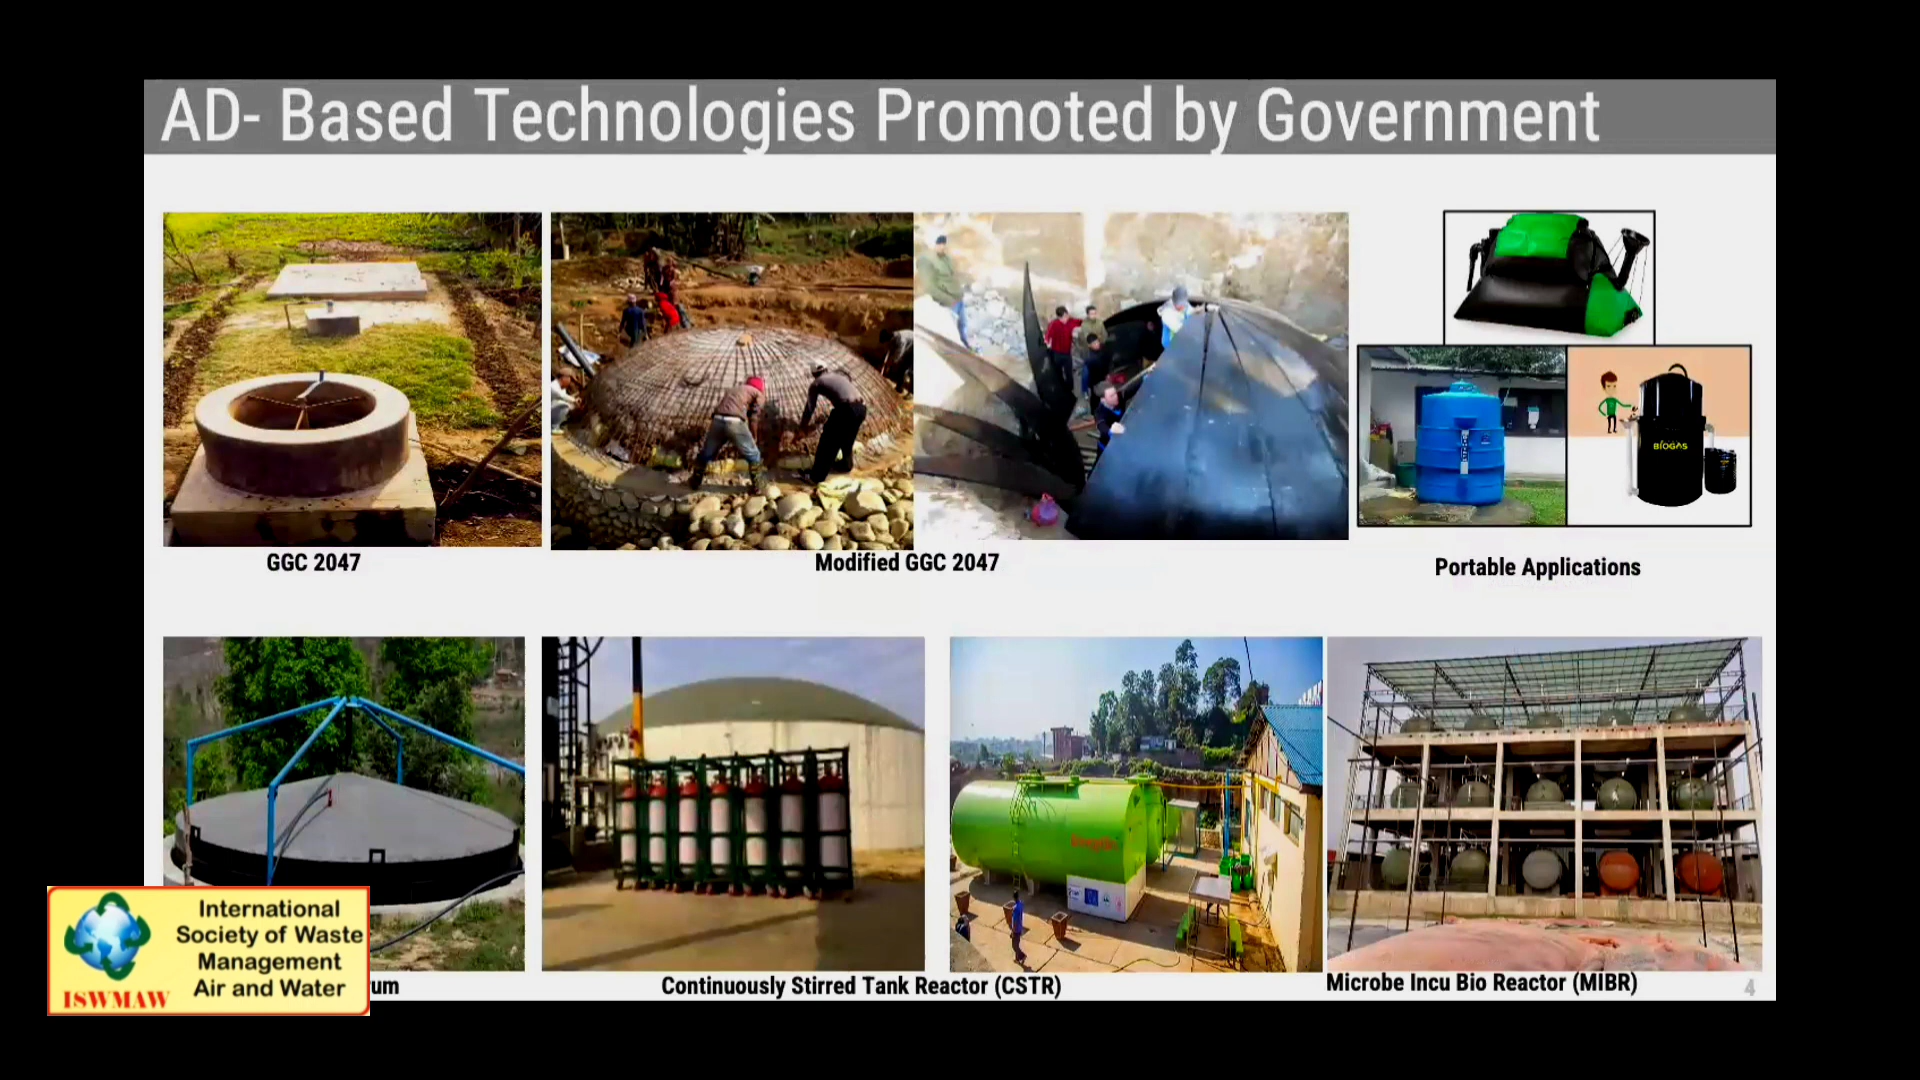 AD- Based Technologies Promoted by Government
BIOGAS
GGC 2047
Modified GGC 2047
Portable Applications
International
Society of Waste
Management
Air and Water
ISWMAW
rum
Continuously Stirred Tank Reactor (CSTR)
Microbe Incu Bio Reactor (MIBR)
4